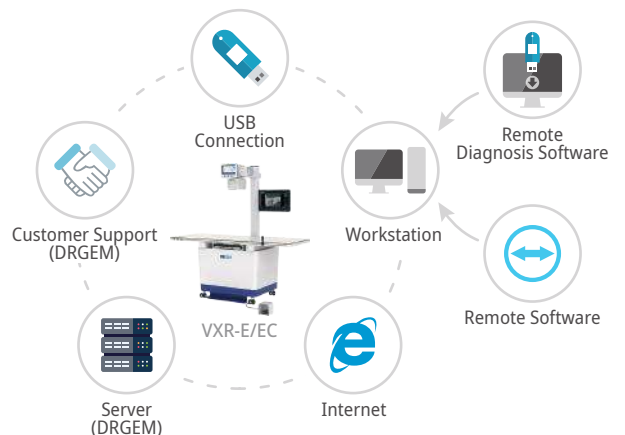 USB
Connection
Remote
Diagnosis Software
Customer Support
(DRGEM)
Workstation
VXR-E/EC
Remote Software
Server
(DRGEM)
Internet